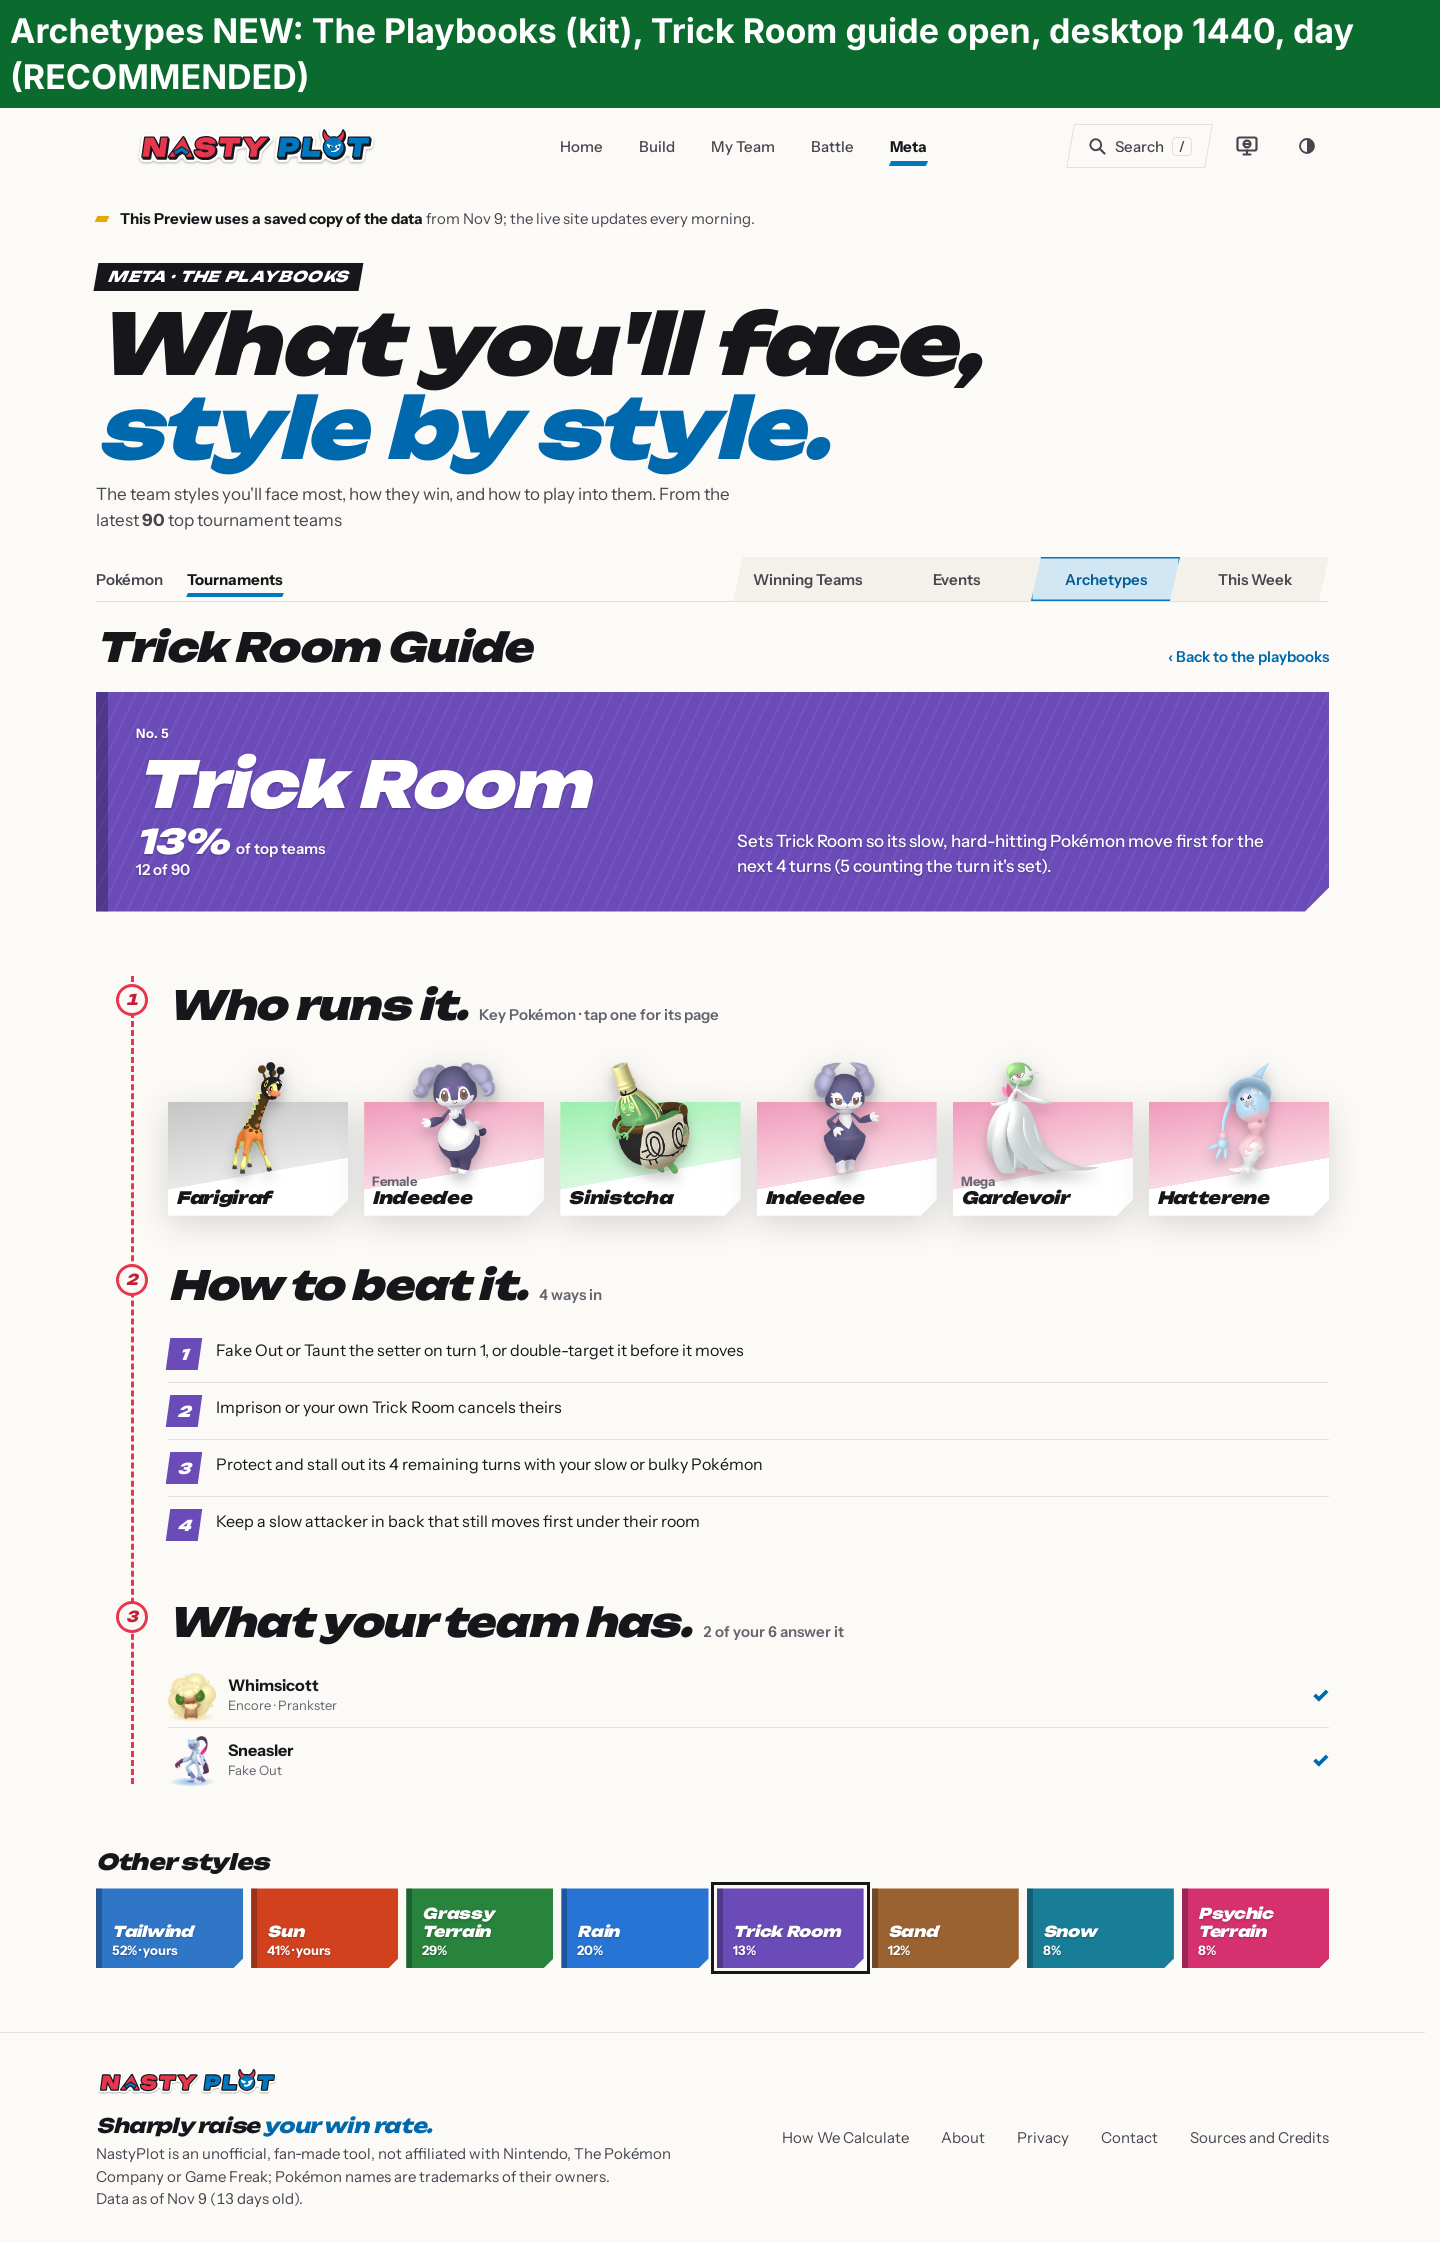 Archetypes NEW: The Playbooks (kit), Trick Room guide open, desktop 1440, day
(RECOMMENDED)
NASTY PLOT
Home
Build
My Team
Battle
Meta
Search /
This Preview uses a saved copy of the data from Nov 9; the live site updates every morning.
META · THE PLAYBOOKS
What you'll face,
style by style.
The team styles you'll face most, how they win, and how to play into them. From the
latest 90 top tournament teams
Pokémon
Tournaments
Winning Teams
Events
Archetypes
This Week
Trick Room Guide
‹ Back to the playbooks
No. 5
Trick Room
13% of top teams
12 of 90
Sets Trick Room so its slow, hard-hitting Pokémon move first for the
next 4 turns (5 counting the turn it's set).
1
Who runs it. Key Pokémon · tap one for its page
Farigiraf
Female
Indeedee
Sinistcha
Indeedee
Mega
Gardevoir
Hatterene
2
How to beat it. 4 ways in
1 Fake Out or Taunt the setter on turn 1, or double-target it before it moves
2 Imprison or your own Trick Room cancels theirs
3 Protect and stall out its 4 remaining turns with your slow or bulky Pokémon
4 Keep a slow attacker in back that still moves first under their room
3
What your team has. 2 of your 6 answer it
Whimsicott
Encore · Prankster
Sneasler
Fake Out
Other styles
Tailwind
52% · yours
Sun
41% · yours
Grassy
Terrain
29%
Rain
20%
Trick Room
13%
Sand
12%
Snow
8%
Psychic
Terrain
8%
NASTY PLOT
Sharply raise your win rate.
NastyPlot is an unofficial, fan-made tool, not affiliated with Nintendo, The Pokémon
Company or Game Freak; Pokémon names are trademarks of their owners.
Data as of Nov 9 (13 days old).
How We Calculate
About
Privacy
Contact
Sources and Credits